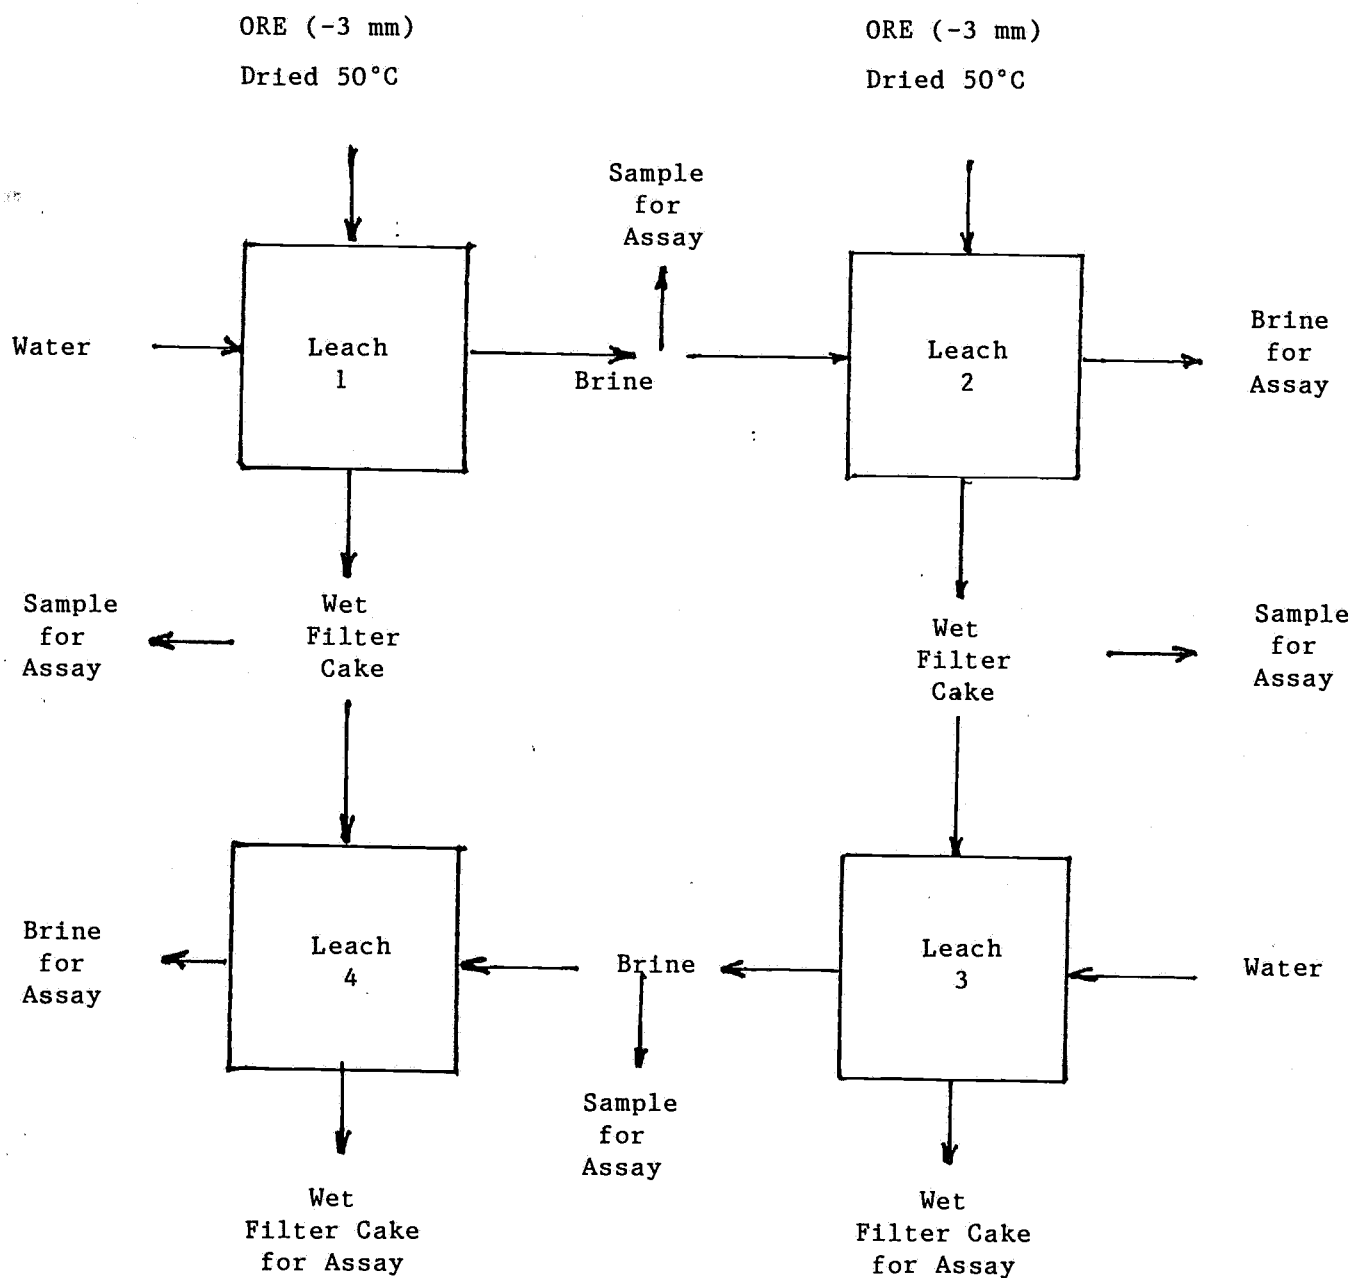 ORE (-3 mm)
Dried 50°C
ORE (-3 mm)
Dried 50°C
Sample
for
Assay
Water
Leach
1
Brine
Leach
2
Brine
for
Assay
Sample
for
Assay
Wet
Filter
Cake
Wet
Filter
Cake
Sample
for
Assay
Brine
for
Assay
Leach
4
Brine
Leach
3
Water
Sample
for
Assay
Wet
Filter Cake
for Assay
Wet
Filter Cake
for Assay